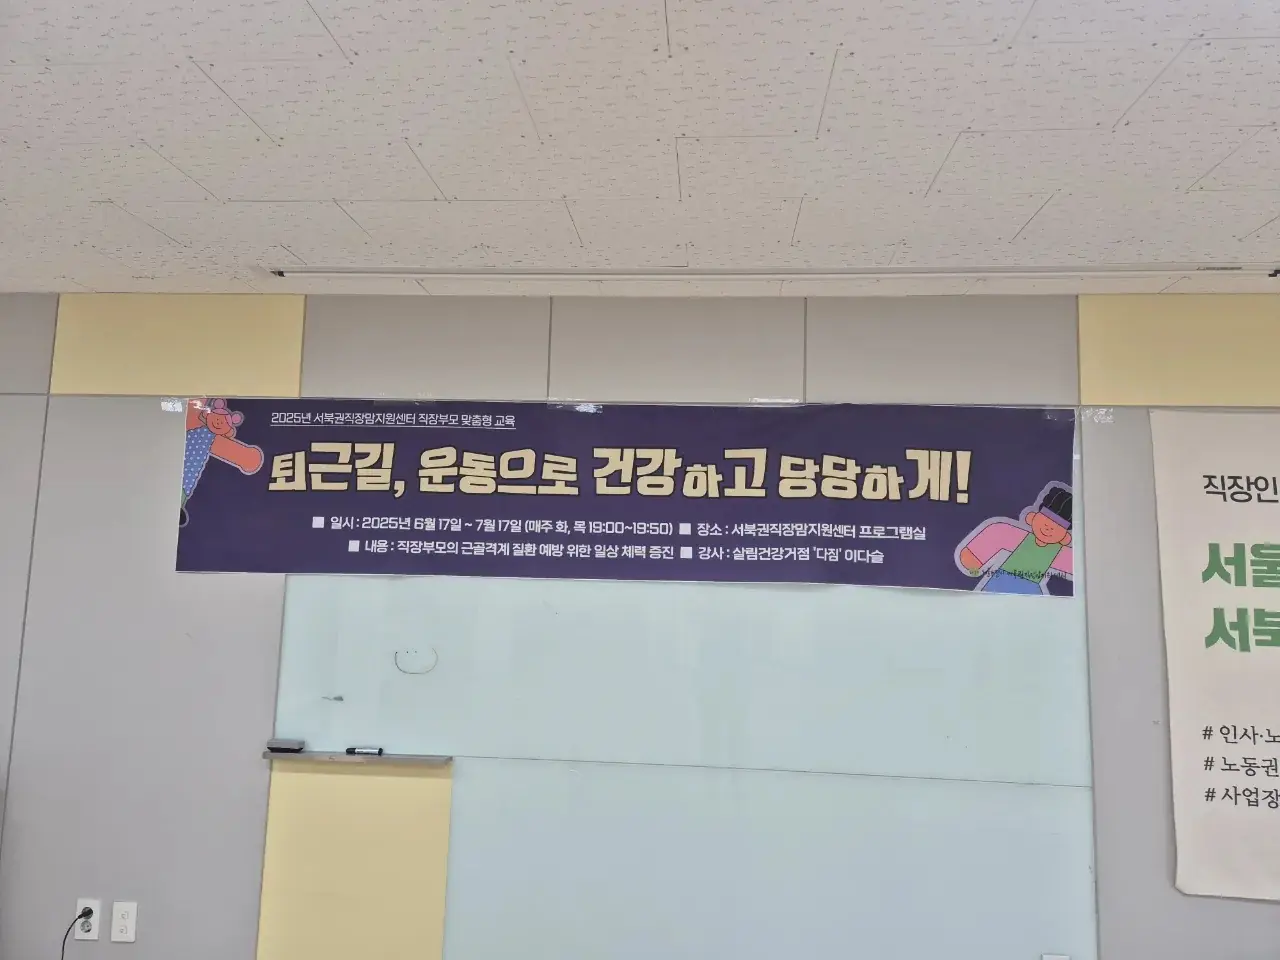 2025년 서북권직장맘지원센터 직장부모 맞춤형 교육
퇴근길, 운동으로 건강하고 당당하게!
■ 일시 : 2025년 6월 17일 ~ 7월 17일 (매주 화, 목 19:00~19:50) ■ 장소 : 서북권직장맘지원센터 프로그램실
■ 내용 : 직장부모의 근골격계 질환 예방 위한 일상 체력 증진 ■ 강사 : 살림건강거점 '다짐' 이다슬
직장인
서울
서북
# 인사·노
# 노동권
# 사업장